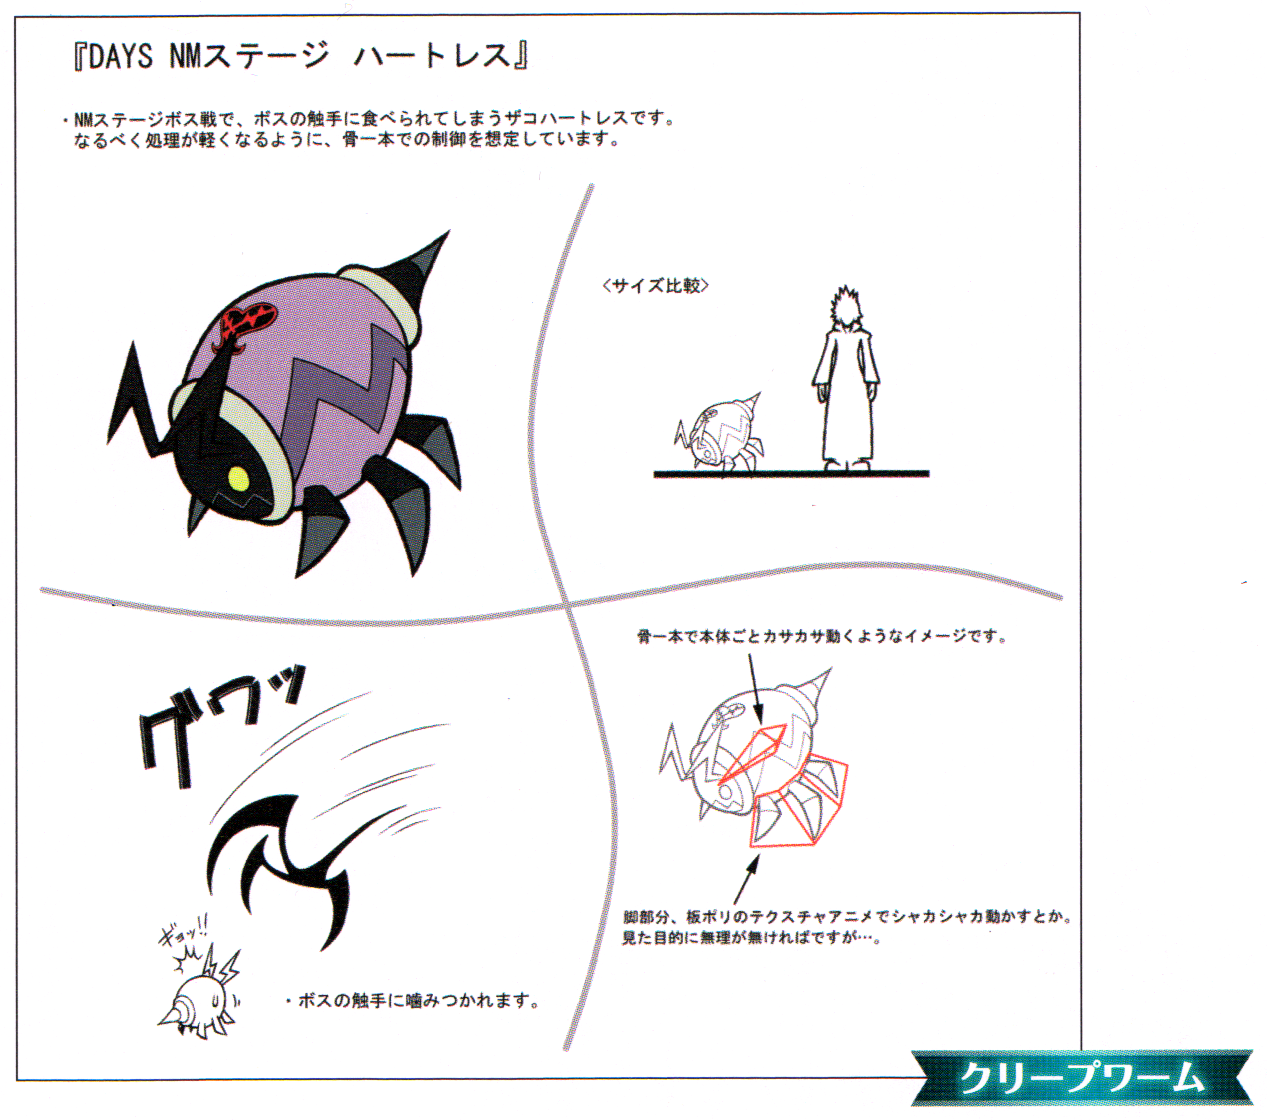 『DAYS NMステージ ハートレス』
・NMステージボス戦で、ボスの触手に食べられてしまうザコハートレスです。
なるべく処理が軽くなるように、骨一本での制御を想定しています。
<サイズ比較>
グワッ
ギョッ!!
・ボスの触手に噛みつかれます。
骨一本で本体ごとカサカサ動くようなイメージです。
脚部分、板ポリのテクスチャアニメでシャカシャカ動かすとか。
見た目的に無理が無ければですが…。
クリープワーム